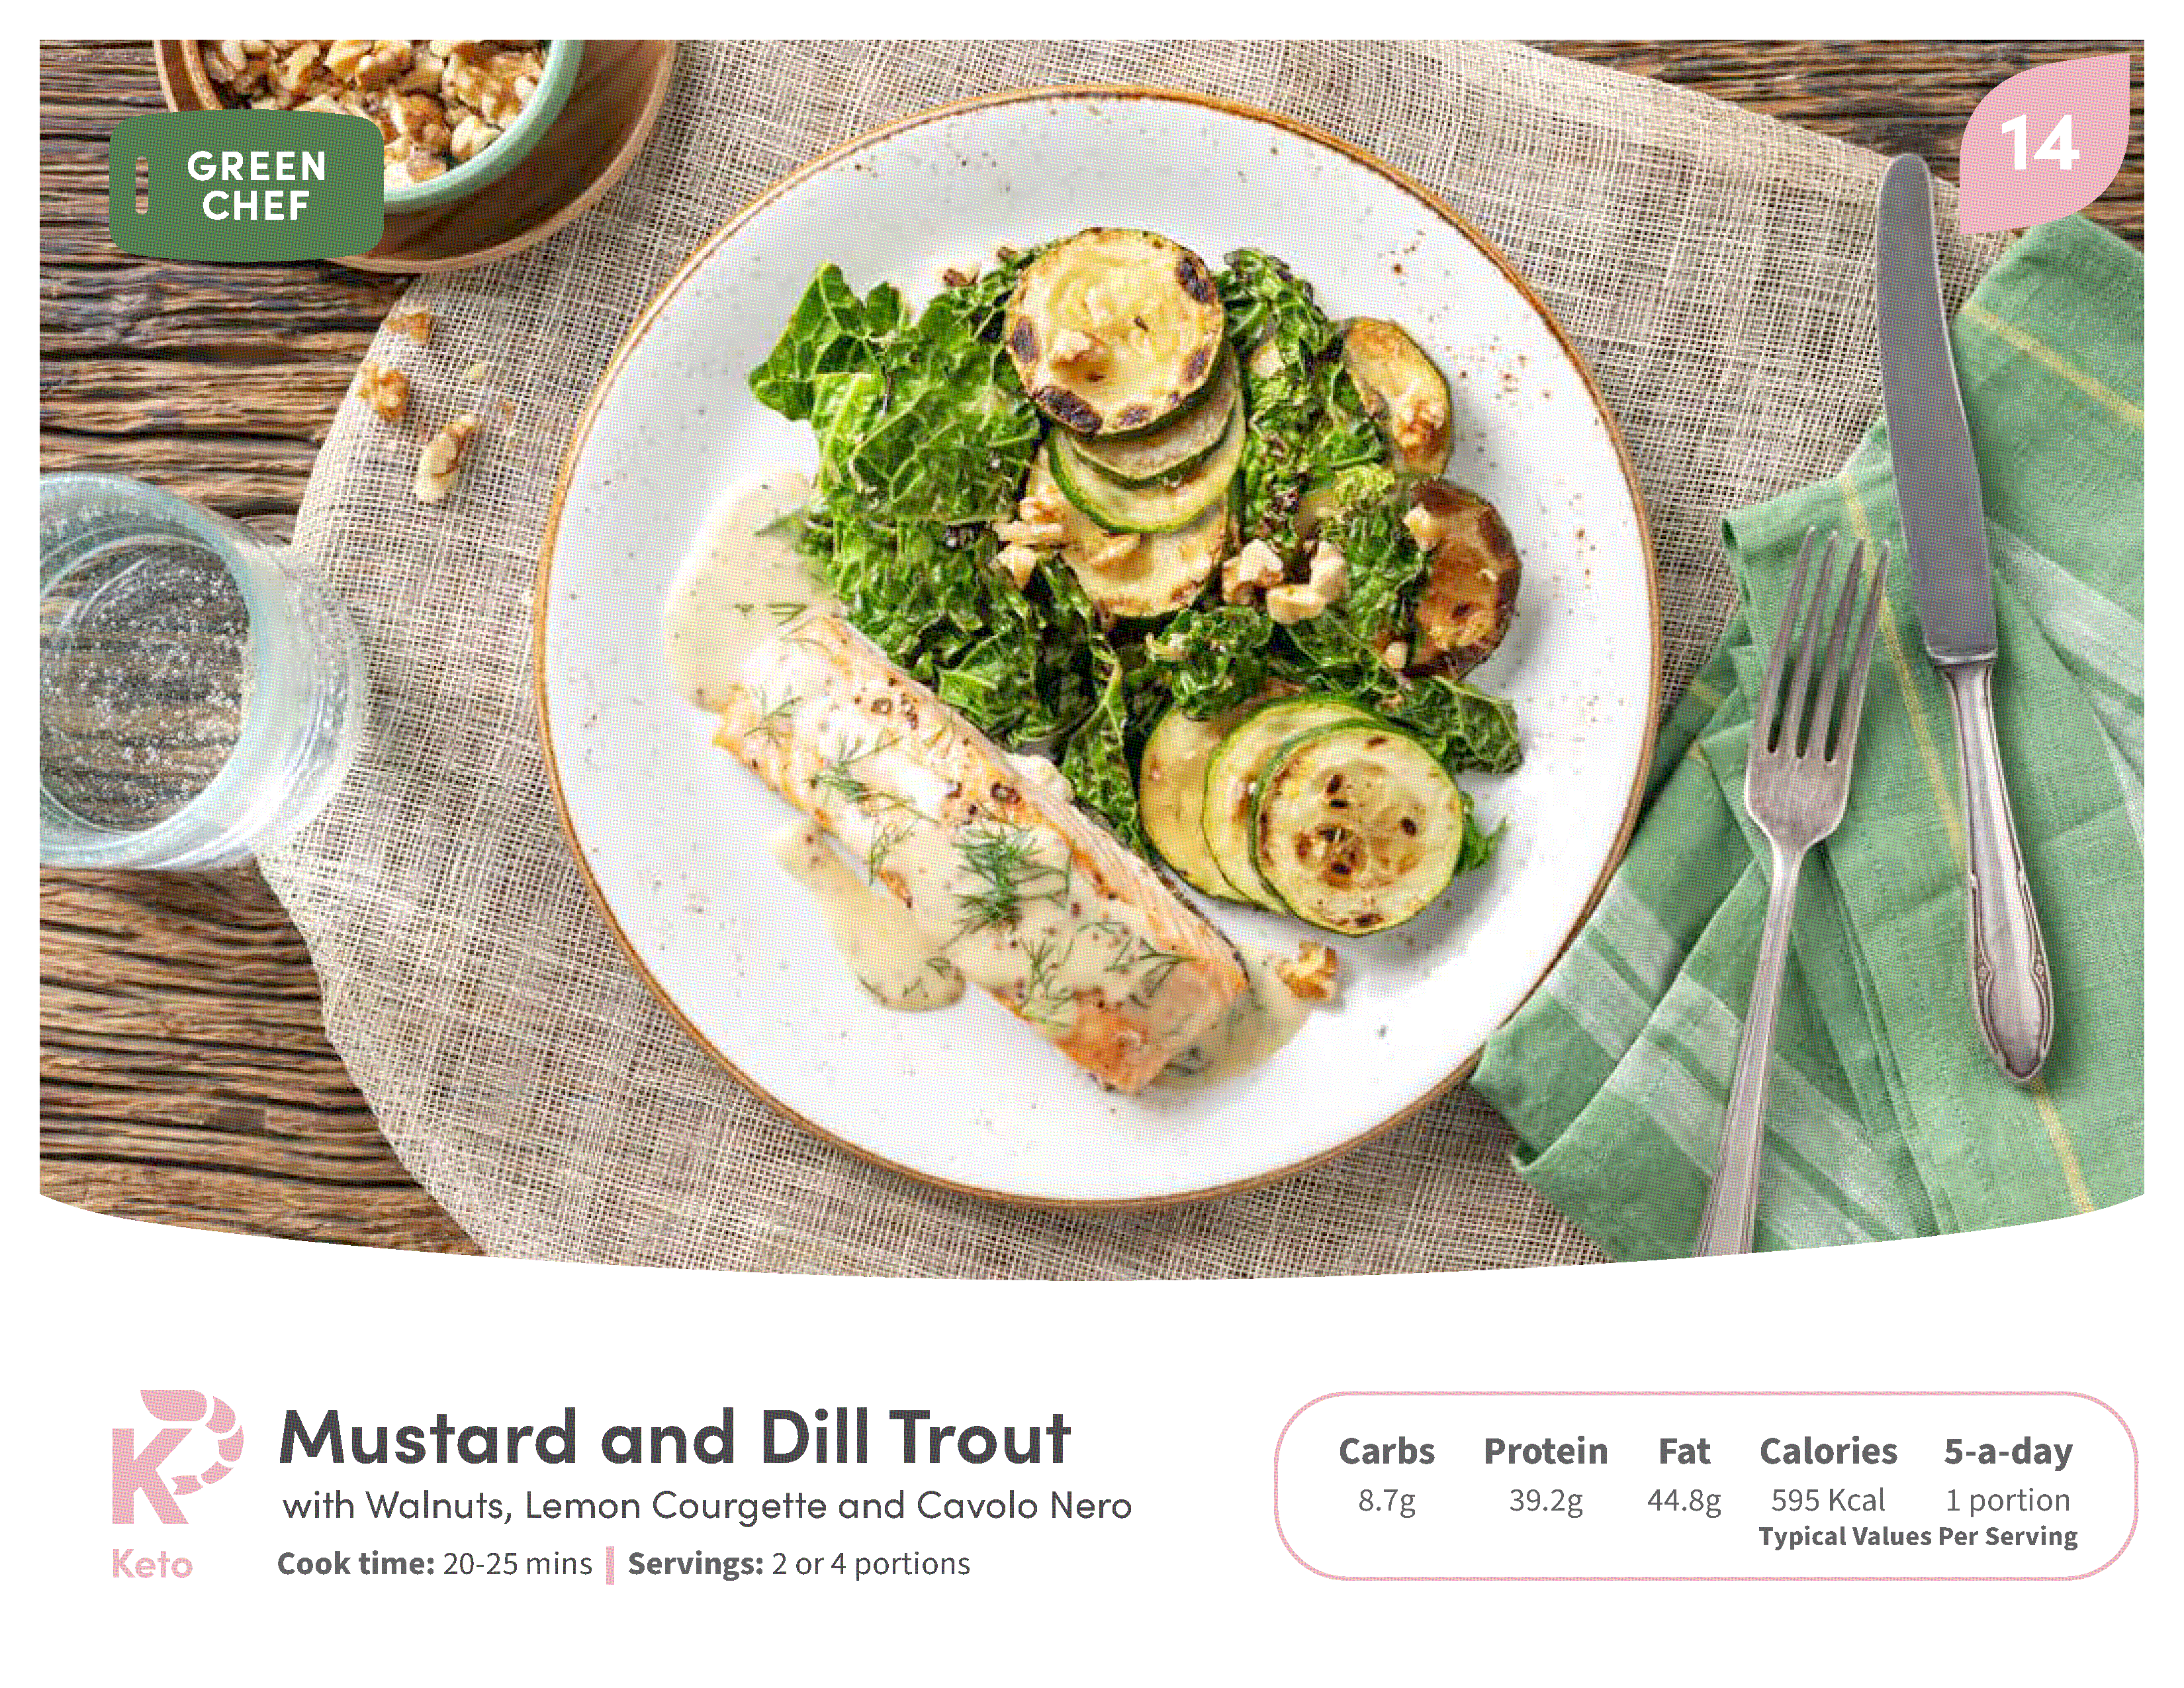 GREEN
CHEF
14
Mustard and Dill Trout
with Walnuts, Lemon Courgette and Cavolo Nero
Cook time: 20-25 mins | Servings: 2 or 4 portions
Keto
Carbs Protein Fat Calories 5-a-day
8.7g 39.2g 44.8g 595 Kcal 1 portion
Typical Values Per Serving